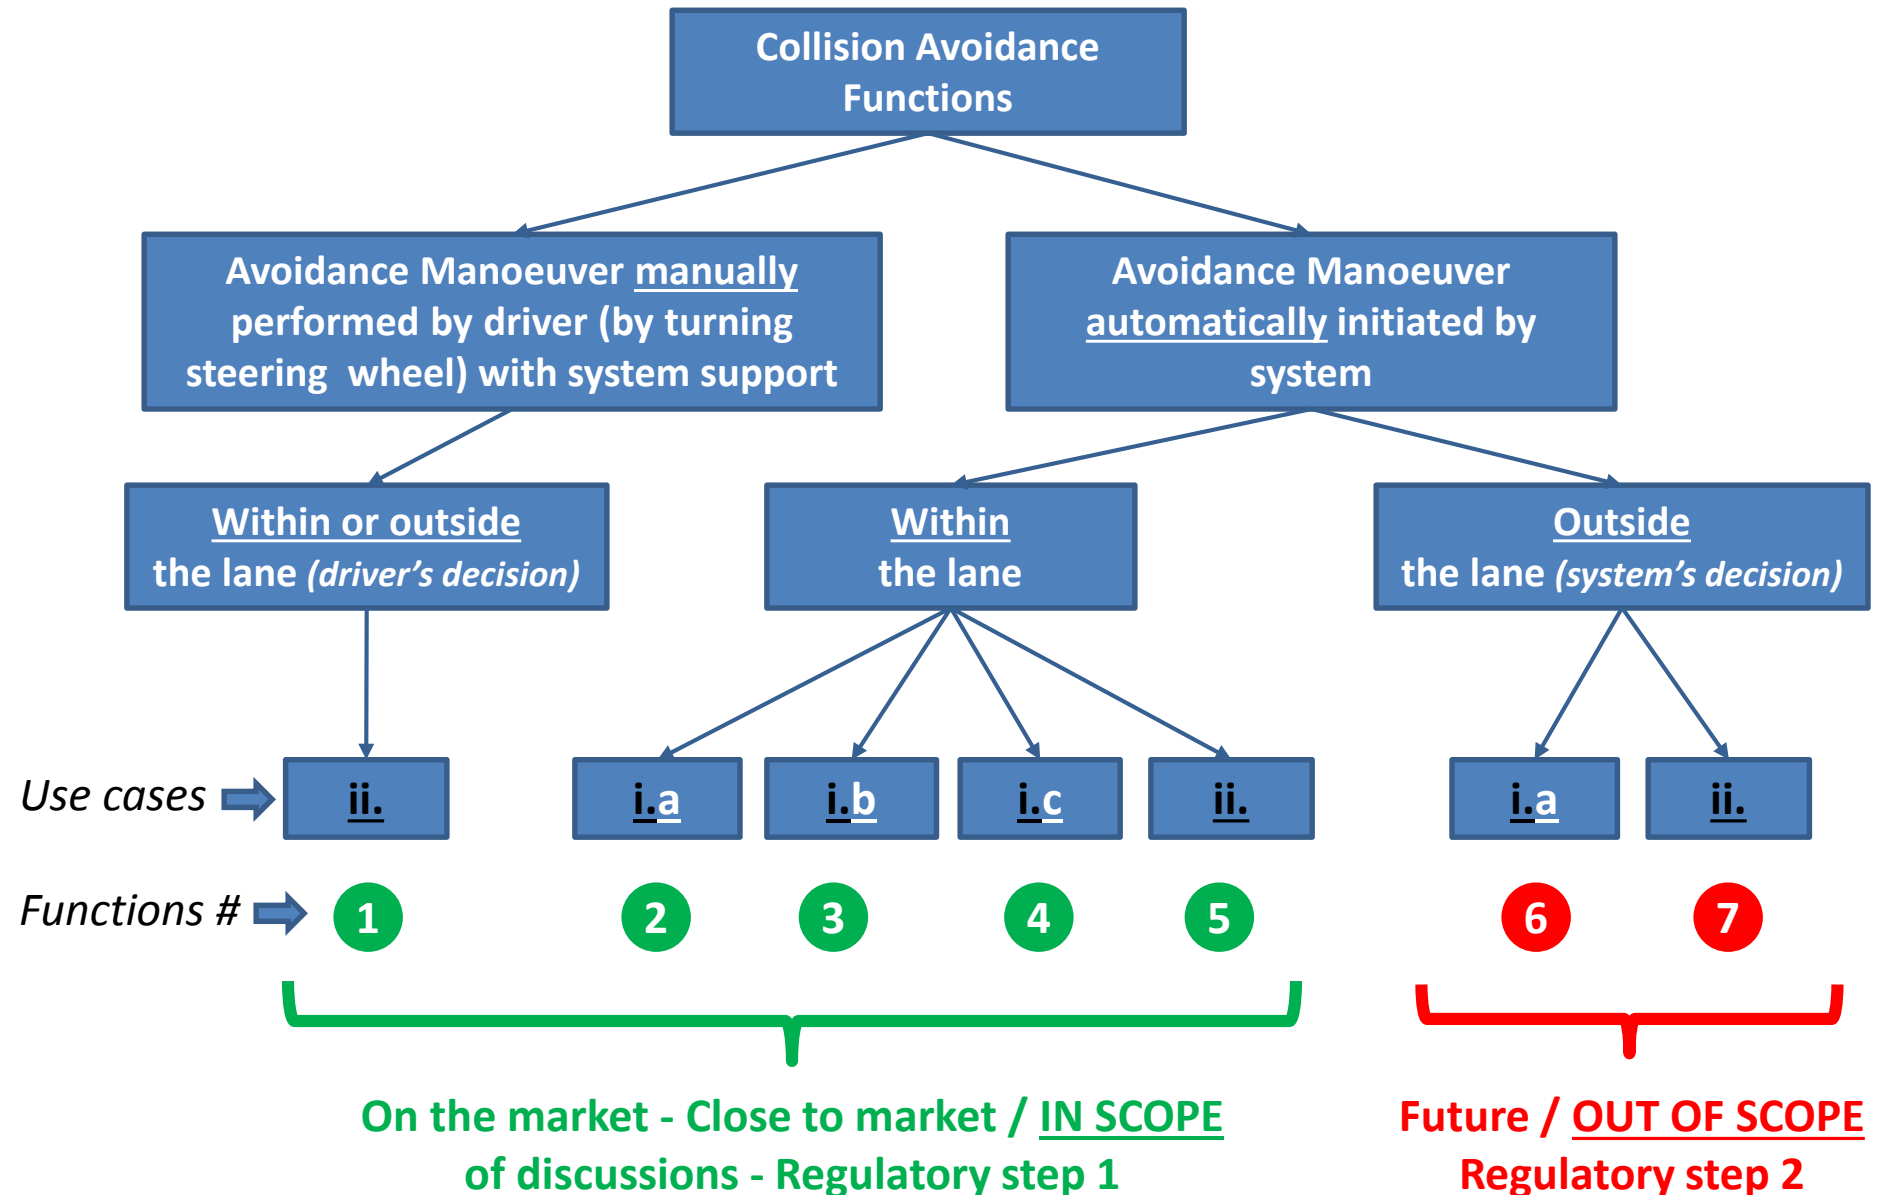 Collision Avoidance
Functions
Avoidance Manoeuver manually
performed by driver (by turning
steering wheel) with system support
Avoidance Manoeuver
automatically initiated by
system
Within or outside
the lane (driver's decision)
Within
the lane
Outside
the lane (system's decision)
Use cases
ii.
i.a
i.b
i.c
ii.
i.a
ii.
Functions #
1
2
3
4
5
6
7
On the market - Close to market / IN SCOPE
of discussions - Regulatory step 1
Future / OUT OF SCOPE
Regulatory step 2